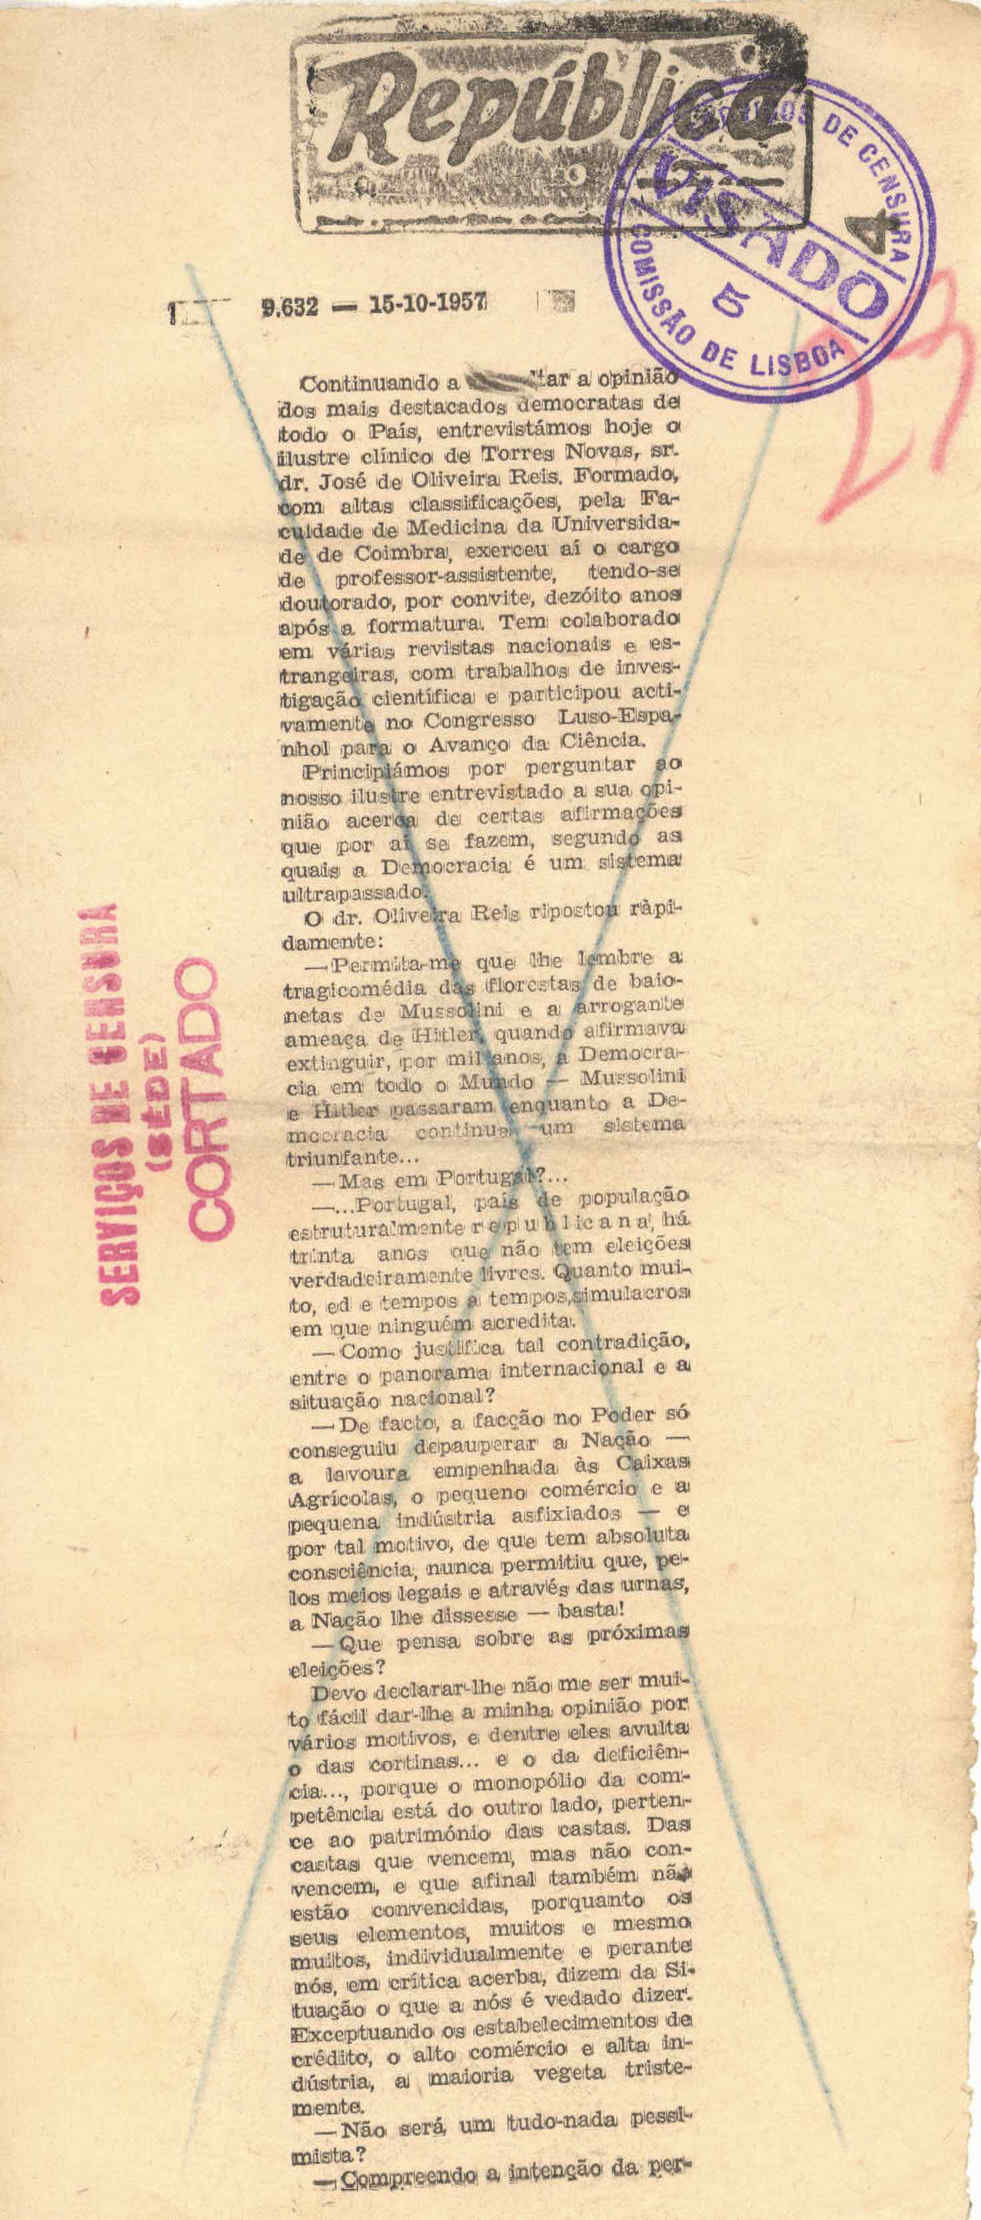 República
SERVIÇOS DE CENSURA
VISADO
4
5
COMISSÃO DE LISBOA
23
9.632 — 15-10-1957
Continuando a tar a opinião
dos mais destacados democratas de
todo o País, entrevistámos hoje o
ilustre clínico de Torres Novas, sr.
dr. José de Oliveira Reis. Formado,
com altas classificações, pela Fa-
culdade de Medicina da Universida-
de de Coimbra, exerceu aí o cargo
de professor-assistente, tendo-se
doutorado, por convite, dezóito anos
após a formatura. Tem colaborado
em várias revistas nacionais e es-
trangeiras, com trabalhos de inves-
tigação científica e participou acti-
vamente no Congresso Luso-Espa-
nhol para o Avanço da Ciência.
Principiámos por perguntar ao
nosso ilustre entrevistado a sua opi-
nião acerca de certas afirmações
que por aí se fazem, segundo as
quais a Democracia é um sistema
ultrapassado.
O dr. Oliveira Reis ripostou ràpi-
damente:
—Permita-me que lhe lembre a
tragicomédia das florestas de baio-
netas de Mussolini e a arrogante
ameaça de Hitler, quando afirmava
extinguir, por mil anos, a Democra-
cia em todo o Mundo — Mussolini
e Hitler passaram enquanto a De-
mocracia continua um sistema
triunfante...
—Mas em Portugal?...
—...Portugal, país de população
estruturalmente republicana, há
trinta anos que não tem eleições
verdadeiramente livres. Quanto mui-
to, ed e tempos a tempos,simulacros
em que ninguém acredita.
—Como justifica tal contradição,
entre o panorama internacional e a
situação nacional?
—De facto, a facção no Poder só
conseguiu depauperar a Nação —
a lavoura empenhada às Caixas
Agrícolas, o pequeno comércio e a
pequena indústria asfixiados — e
por tal motivo, de que tem absoluta
consciência, nunca permitiu que, pe-
los meios legais e através das urnas,
a Nação lhe dissesse — basta!
—Que pensa sobre as próximas
eleições?
Devo declarar-lhe não me ser mui-
to fácil dar-lhe a minha opinião por
vários motivos, e dentre eles avulta
o das cortinas... e o da deficiên-
cia..., porque o monopólio da com-
petência está do outro lado, perten-
ce ao património das castas. Das
castas que vencem, mas não con-
vencem, e que afinal também não
estão convencidas, porquanto os
seus elementos, muitos e mesmo
muitos, individualmente e perante
nós, em crítica acerba, dizem da Si-
tuação o que a nós é vedado dizer.
Exceptuando os estabelecimentos de
crédito, o alto comércio e alta in-
dústria, a maioria vegeta triste-
mente.
—Não será um tudo-nada pessi-
mista?
—Compreendo a intenção da per-
SERVIÇOS DE CENSURA
(SÉDE)
CORTADO